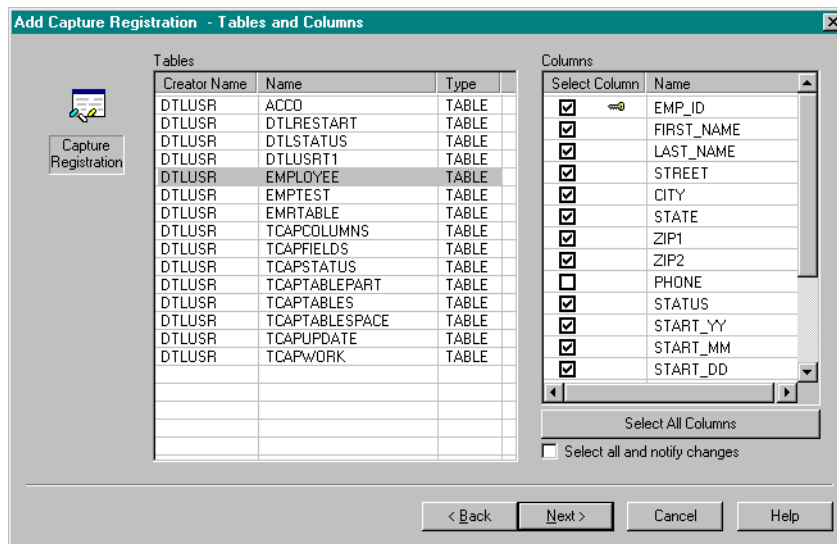 Add Capture Registration - Tables and Columns
Capture
Registration
Tables
Creator Name Name Type
DTLUSR ACCO TABLE
DTLUSR DTLRESTART TABLE
DTLUSR DTLSTATUS TABLE
DTLUSR DTLUSRT1 TABLE
DTLUSR EMPLOYEE TABLE
DTLUSR EMPTEST TABLE
DTLUSR EMRTABLE TABLE
DTLUSR TCAPCOLUMNS TABLE
DTLUSR TCAPFIELDS TABLE
DTLUSR TCAPSTATUS TABLE
DTLUSR TCAPTABLEPART TABLE
DTLUSR TCAPTABLES TABLE
DTLUSR TCAPTABLESPACE TABLE
DTLUSR TCAPUPDATE TABLE
DTLUSR TCAPWORK TABLE
Columns
Select Column Name
EMP_ID
FIRST_NAME
LAST_NAME
STREET
CITY
STATE
ZIP1
ZIP2
PHONE
STATUS
START_YY
START_MM
START_DD
Select All Columns
Select all and notify changes
< Back Next > Cancel Help